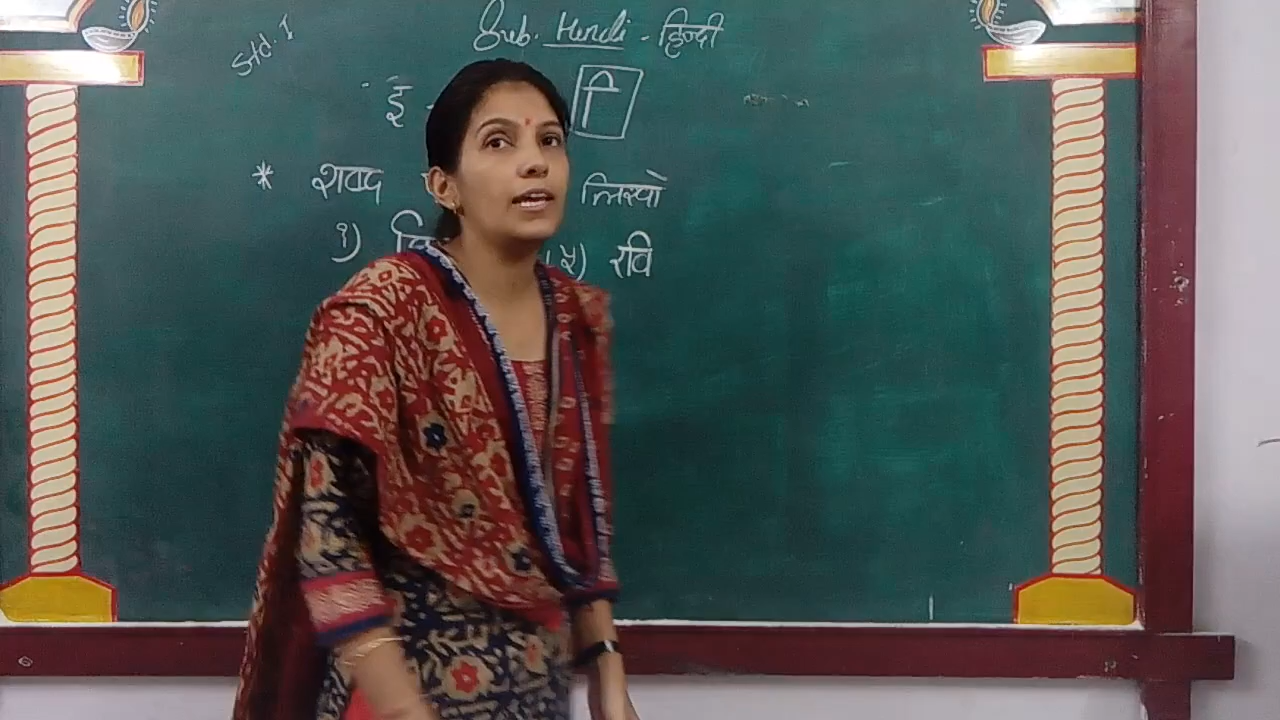 Std. I
Sub. Hindi - हिन्दी
इ - ि
* शब्द लिखो
१) २) रवि